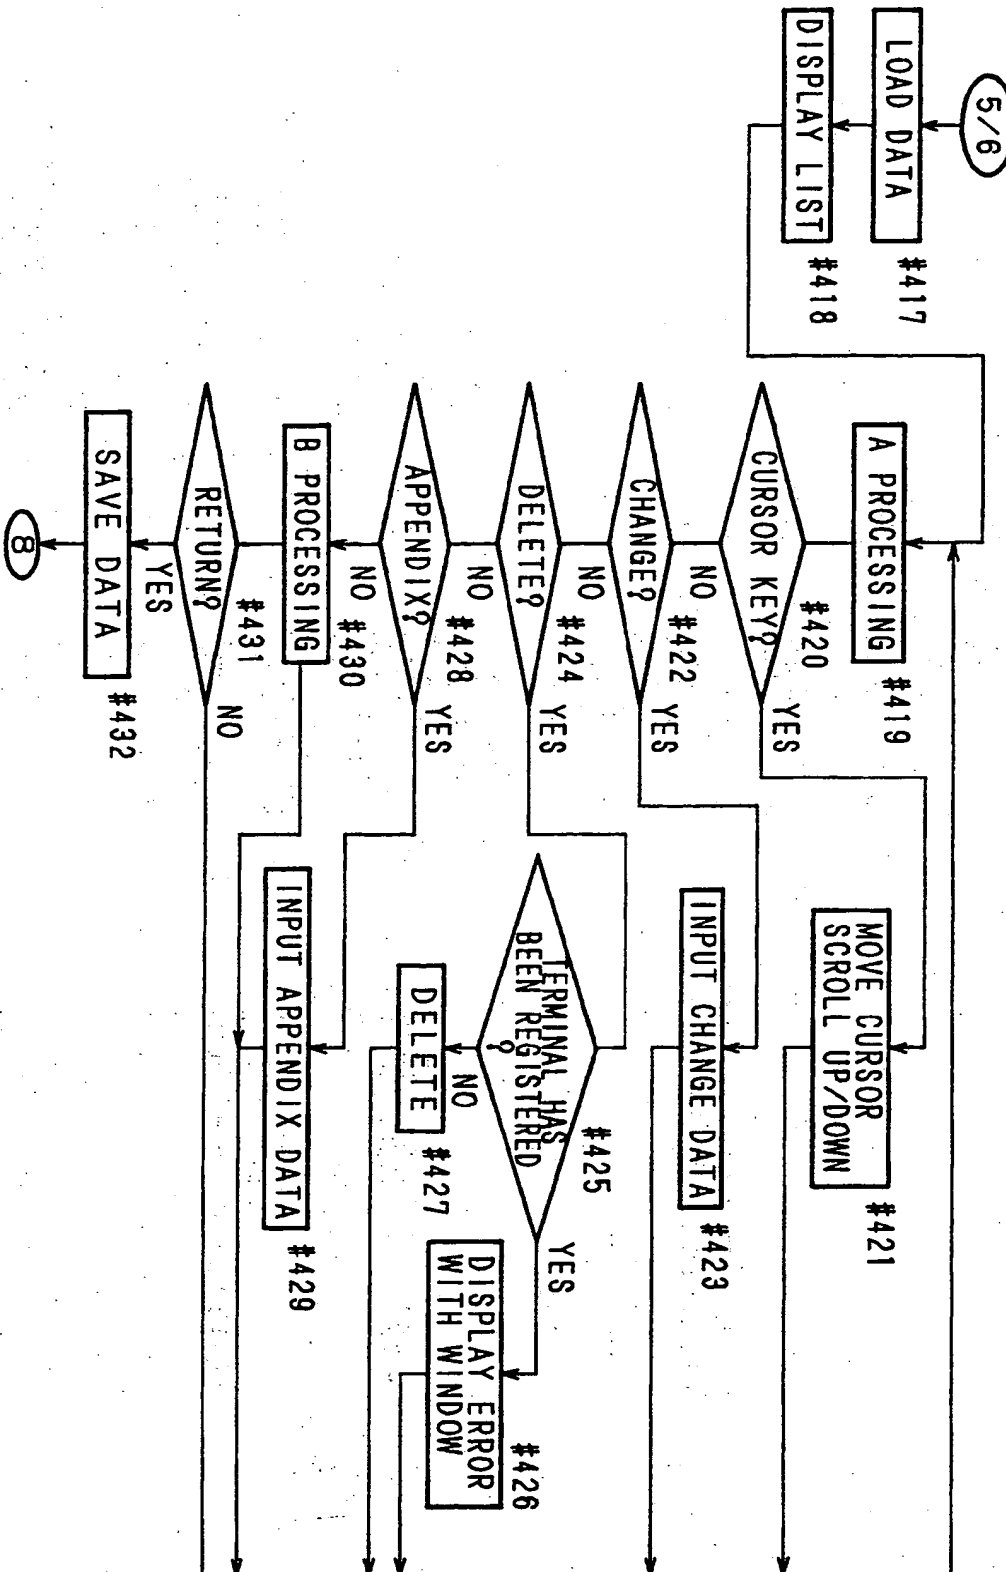 5/6
LOAD DATA
#417
DISPLAY LIST
#418
A PROCESSING
#419
CURSOR KEY?
#420
YES
NO
MOVE CURSOR
SCROLL UP/DOWN
#421
CHANGE?
#422
YES
NO
INPUT CHANGE DATA
#423
DELETE?
#424
YES
NO
TERMINAL HAS
BEEN REGISTERED
?
#425
YES
NO
DISPLAY ERROR
WITH WINDOW
#426
DELETE
#427
APPENDIX?
#428
YES
NO
INPUT APPENDIX DATA
#429
B PROCESSING
#430
RETURN?
#431
NO
YES
SAVE DATA
#432
8